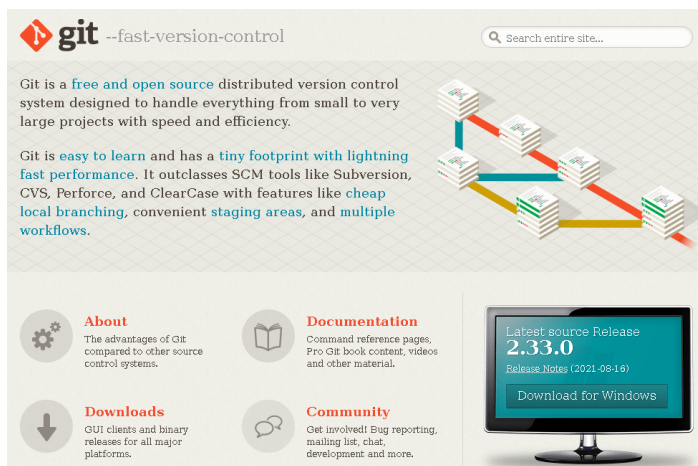 git --fast-version-control
Search entire site...
Git is a free and open source distributed version control
system designed to handle everything from small to very
large projects with speed and efficiency.
Git is easy to learn and has a tiny footprint with lightning
fast performance. It outclasses SCM tools like Subversion,
CVS, Perforce, and ClearCase with features like cheap
local branching, convenient staging areas, and multiple
workflows.
About
The advantages of Git
compared to other source
control systems.
Documentation
Command reference pages,
Pro Git book content, videos
and other material.
Downloads
GUI clients and binary
releases for all major
platforms.
Community
Get involved! Bug reporting,
mailing list, chat,
development and more.
Latest source Release
2.33.0
Release Notes (2021-08-16)
Download for Windows